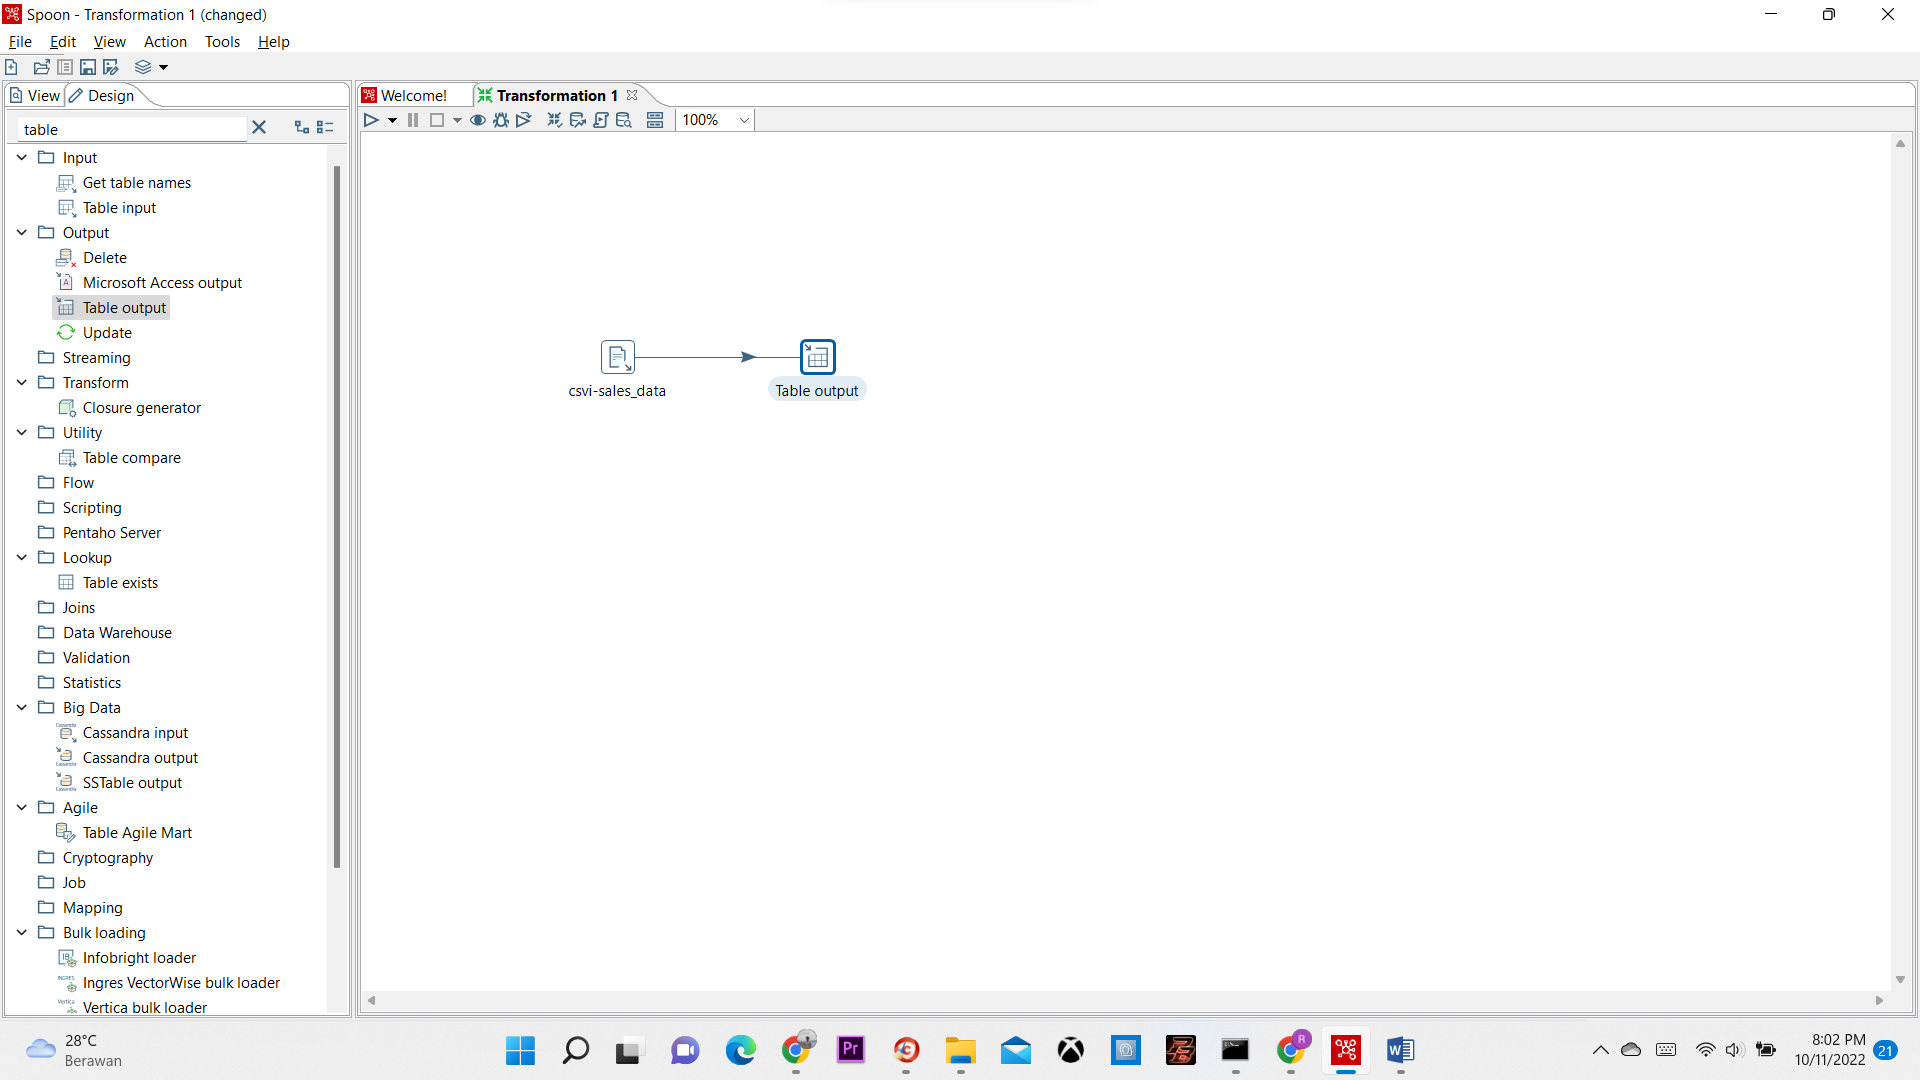 Spoon - Transformation 1 (changed)
File Edit View Action Tools Help
View Design
Welcome! Transformation 1
table
100%
Input
Get table names
Table input
Output
Delete
Microsoft Access output
Table output
Update
Streaming
Transform
Closure generator
Utility
Table compare
Flow
Scripting
Pentaho Server
Lookup
Table exists
Joins
Data Warehouse
Validation
Statistics
Big Data
Cassandra input
Cassandra output
SSTable output
Agile
Table Agile Mart
Cryptography
Job
Mapping
Bulk loading
Infobright loader
Ingres VectorWise bulk loader
Vertica bulk loader
csvi-sales_data
Table output
28°C
Berawan
Pr
R
8:02 PM
10/11/2022
21